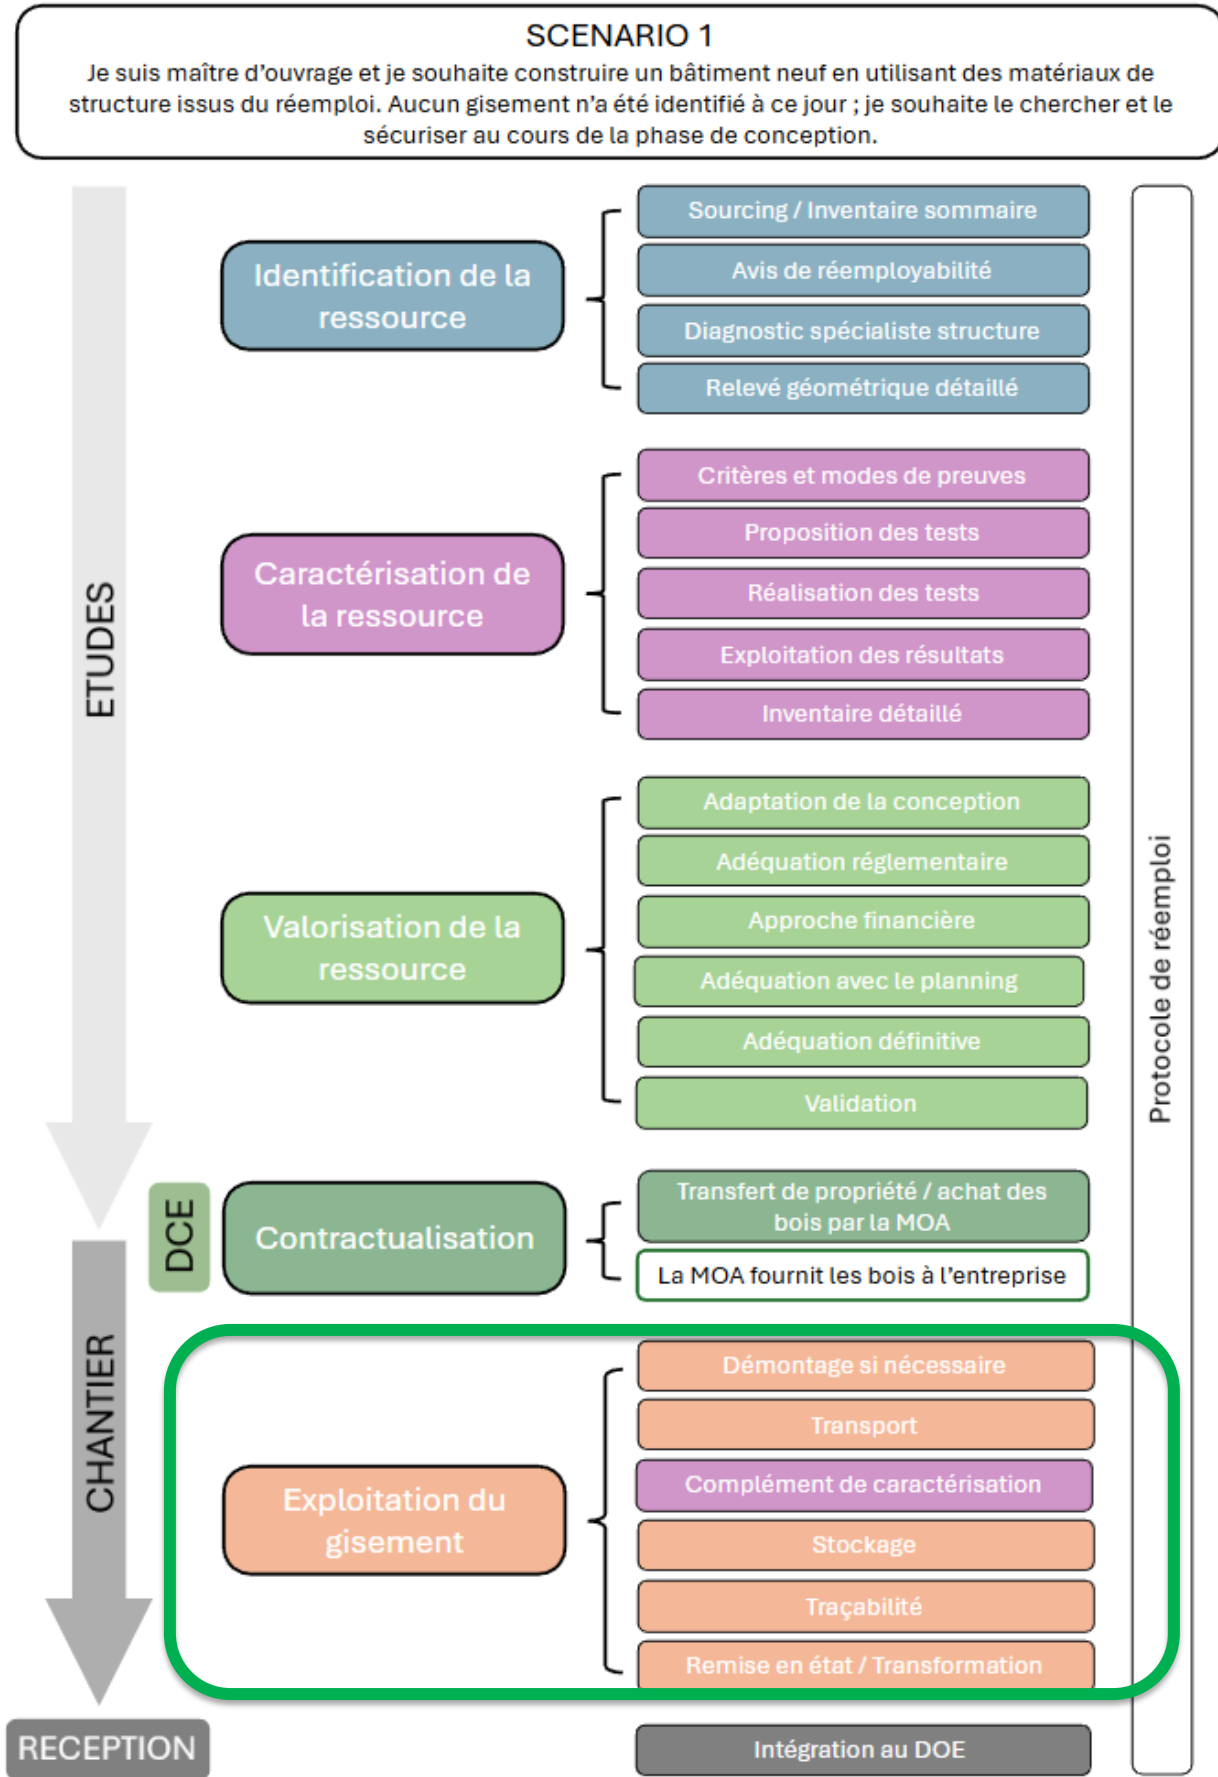 SCENARIO 1
Je suis maître d'ouvrage et je souhaite construire un bâtiment neuf en utilisant des matériaux de
structure issus du réemploi. Aucun gisement n'a été identifié à ce jour ; je souhaite le chercher et le
sécuriser au cours de la phase de conception.
ETUDES
Identification de la
ressource
Sourcing / Inventaire sommaire
Avis de réemployabilité
Diagnostic spécialiste structure
Relevé géométrique détaillé
Caractérisation de
la ressource
Critères et modes de preuves
Proposition des tests
Réalisation des tests
Exploitation des résultats
Inventaire détaillé
Valorisation de la
ressource
Adaptation de la conception
Adéquation réglementaire
Approche financière
Adéquation avec le planning
Adéquation définitive
Validation
Protocole de réemploi
DCE
Contractualisation
Transfert de propriété / achat des
bois par la MOA
La MOA fournit les bois à l'entreprise
CHANTIER
Exploitation du
gisement
Démontage si nécessaire
Transport
Complément de caractérisation
Stockage
Traçabilité
Remise en état / Transformation
RECEPTION
Intégration au DOE